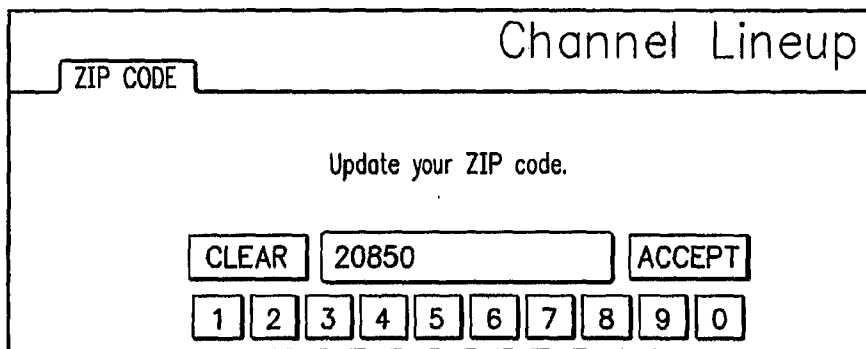 Channel Lineup
ZIP CODE
Update your ZIP code.
CLEAR 20850 ACCEPT
1 2 3 4 5 6 7 8 9 0